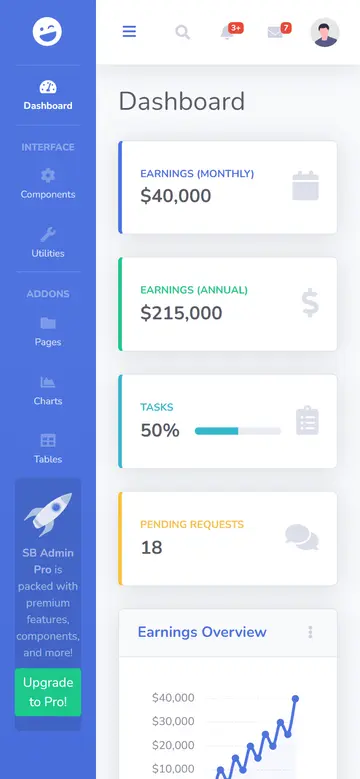 3+
7
Dashboard
INTERFACE
Components
Utilities
ADDONS
Pages
Charts
Tables
SB Admin
Pro is
packed with
premium
features,
components,
and more!
Upgrade
to Pro!
Dashboard
EARNINGS (MONTHLY)
$40,000
EARNINGS (ANNUAL)
$215,000
TASKS
50%
PENDING REQUESTS
18
Earnings Overview
$40,000
$30,000
$20,000
$10,000